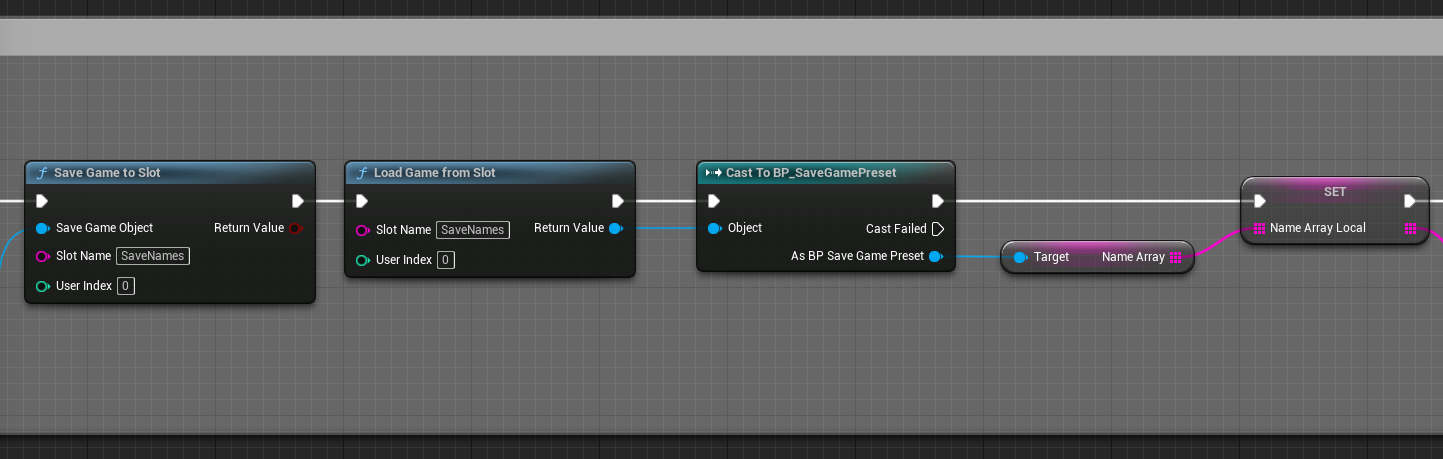 Save Game to Slot
Save Game Object
Return Value
Slot Name SaveNames
User Index 0
Load Game from Slot
Slot Name SaveNames
Return Value
User Index 0
Cast To BP_SaveGamePreset
Object
Cast Failed
As BP Save Game Preset
Target
Name Array
SET
Name Array Local